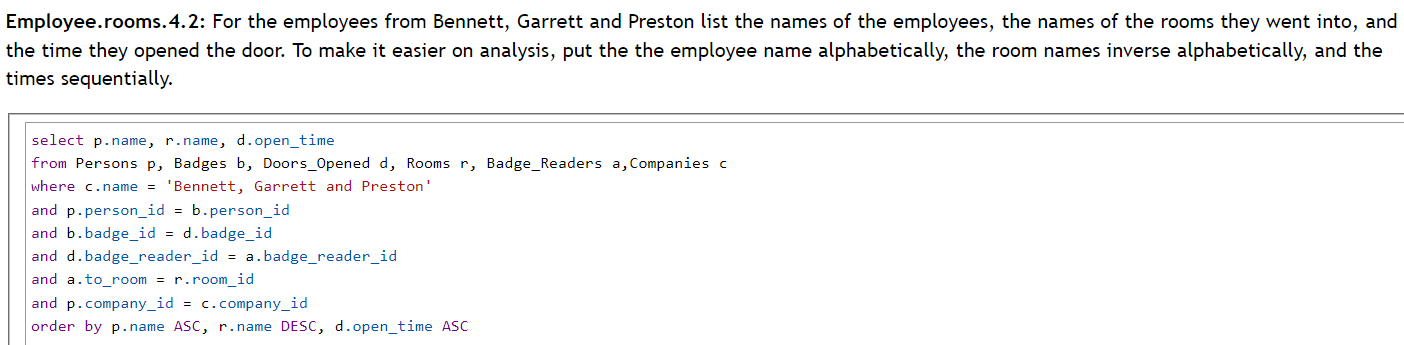 Employee.rooms.4.2: For the employees from Bennett, Garrett and Preston list the names of the employees, the names of the rooms they went into, and
the time they opened the door. To make it easier on analysis, put the the employee name alphabetically, the room names inverse alphabetically, and the
times sequentially.
select p.name, r.name, d.open_time
from Persons p, Badges b, Doors_Opened d, Rooms r, Badge_Readers a,Companies c
where c.name = 'Bennett, Garrett and Preston'
and p.person_id = b.person_id
and b.badge_id = d.badge_id
and d.badge_reader_id = a.badge_reader_id
and a.to_room = r.room_id
and p.company_id = c.company_id
order by p.name ASC, r.name DESC, d.open_time ASC